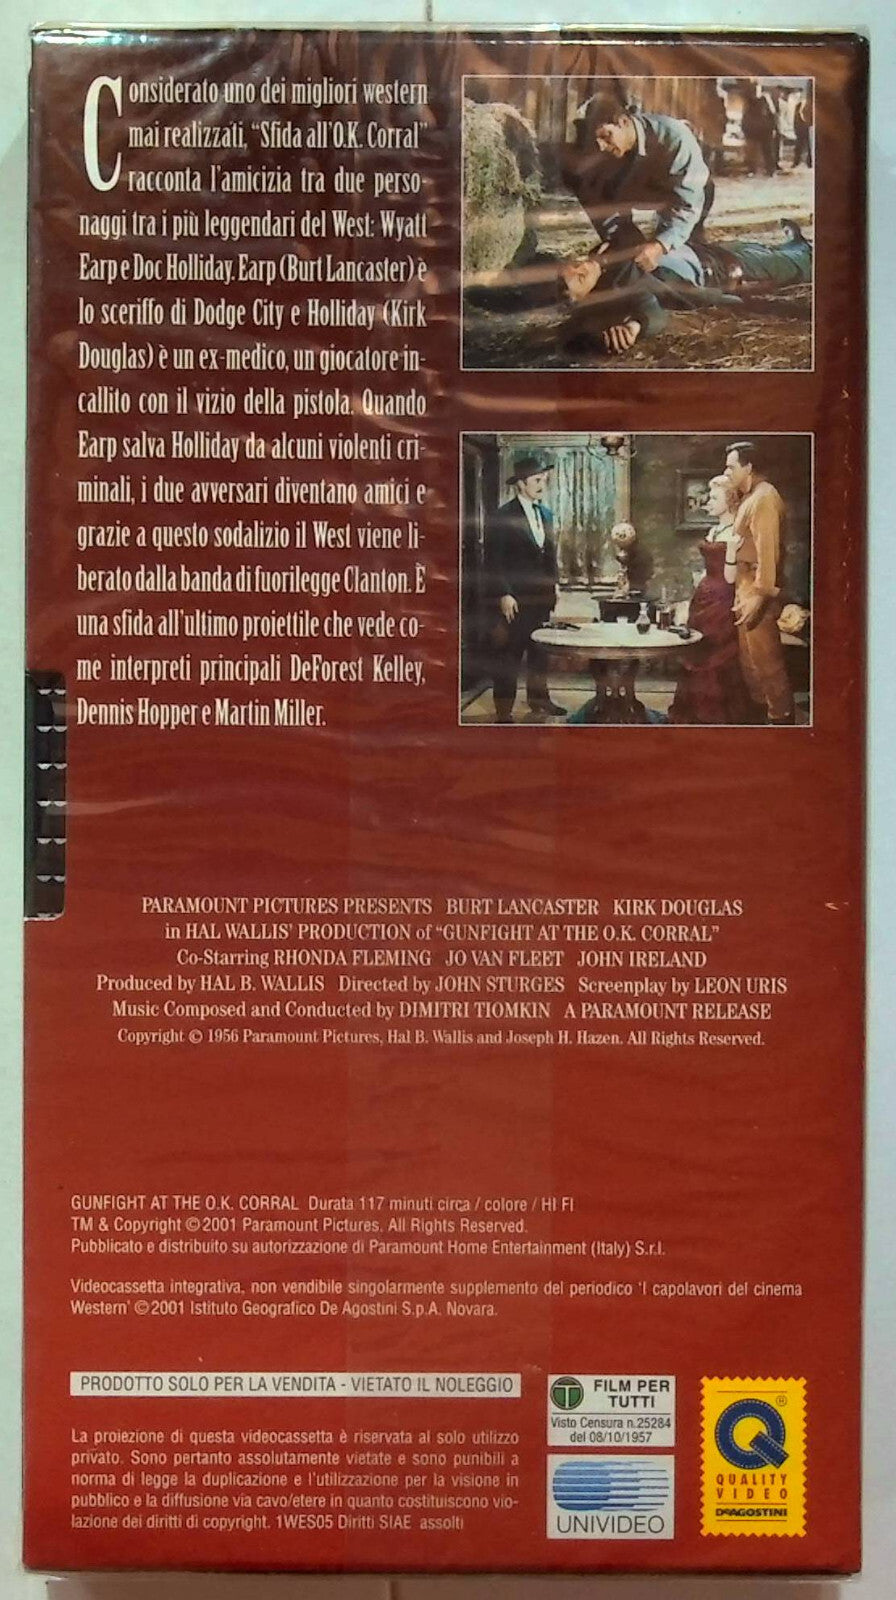 Considerato uno dei migliori western
mai realizzati, "Sfida all'O.K. Corral"
racconta l'amicizia tra due perso-
naggi tra i più leggendari del West: Wyatt
Earp e Doc Holliday. Earp (Burt Lancaster) è
lo sceriffo di Dodge City e Holliday (Kirk
Douglas) è un ex-medico, un giocatore in-
callito con il vizio della pistola. Quando
Earp salva Holliday da alcuni violenti cri-
minali, i due avversari diventano amici e
grazie a questo sodalizio il West viene li-
berato dalla banda di fuorilegge Clanton. È
una sfida all'ultimo proiettile che vede co-
me interpreti principali DeForest Kelley,
Dennis Hopper e Martin Miller.
PARAMOUNT PICTURES PRESENTS BURT LANCASTER KIRK DOUGLAS
in HAL WALLIS' PRODUCTION of "GUNFIGHT AT THE O.K. CORRAL"
Co-Starring RHONDA FLEMING JO VAN FLEET JOHN IRELAND
Produced by HAL B. WALLIS Directed by JOHN STURGES Screenplay by LEON URIS
Music Composed and Conducted by DIMITRI TIOMKIN A PARAMOUNT RELEASE
Copyright © 1956 Paramount Pictures, Hal B. Wallis and Joseph H. Hazen. All Rights Reserved.
GUNFIGHT AT THE O.K. CORRAL Durata 117 minuti circa / colore / HI FI
TM & Copyright © 2001 Paramount Pictures. All Rights Reserved.
Pubblicato e distribuito su autorizzazione di Paramount Home Entertainment (Italy) S.r.l.
Videocassetta integrativa, non vendibile singolarmente supplemento del periodico 'I capolavori del cinema
Western' © 2001 Istituto Geografico De Agostini S.p.A. Novara.
PRODOTTO SOLO PER LA VENDITA - VIETATO IL NOLEGGIO
La proiezione di questa videocassetta è riservata al solo utilizzo
privato. Sono pertanto assolutamente vietate e sono punibili a
norma di legge la duplicazione e l'utilizzazione per la visione in
pubblico e la diffusione via cavo/etere in quanto costituiscono vio-
lazione dei diritti di copyright. 1WES05 Diritti SIAE assolti
T FILM PER
TUTTI
Visto Censura n.25284
del 08/10/1957
UNIVIDEO
Q ®
QUALITY
VIDEO
DEAGOSTINI